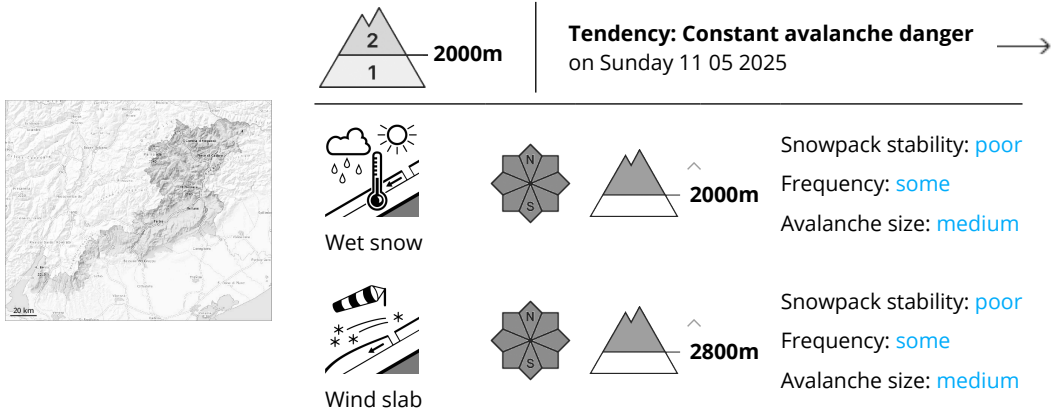 2
1
2000m
Tendency: Constant avalanche danger
on Sunday 11 05 2025
20 km
N
S
2000m
Wet snow
Snowpack stability: poor
Frequency: some
Avalanche size: medium
N
S
2800m
Wind slab
Snowpack stability: poor
Frequency: some
Avalanche size: medium